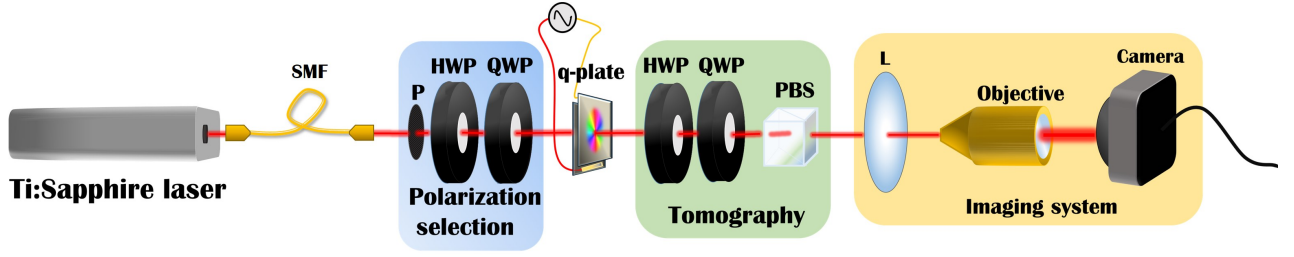 Ti:Sapphire laser
SMF
P
HWP
QWP
Polarization
selection
q-plate
HWP
QWP
PBS
Tomography
L
Objective
Camera
Imaging system